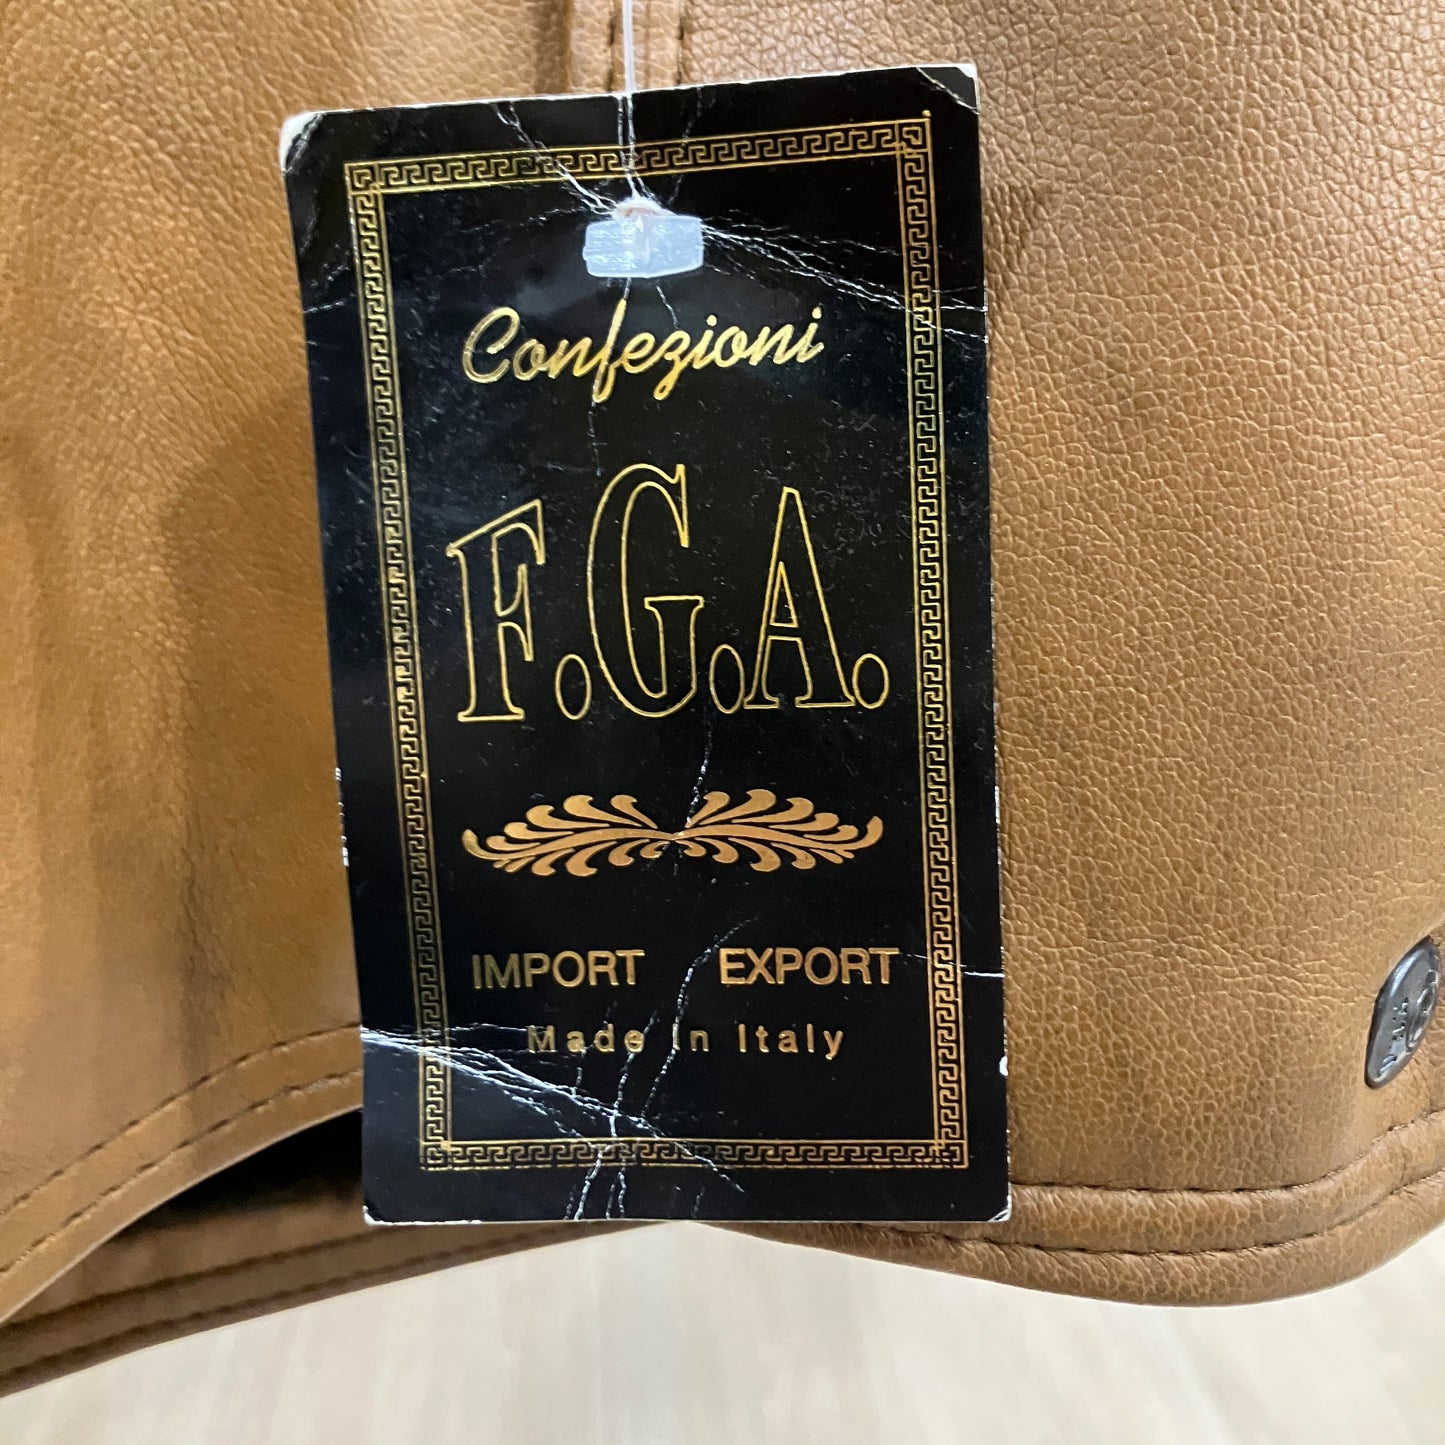 Confezioni
F.G.A.
IMPORT EXPORT
Made in Italy